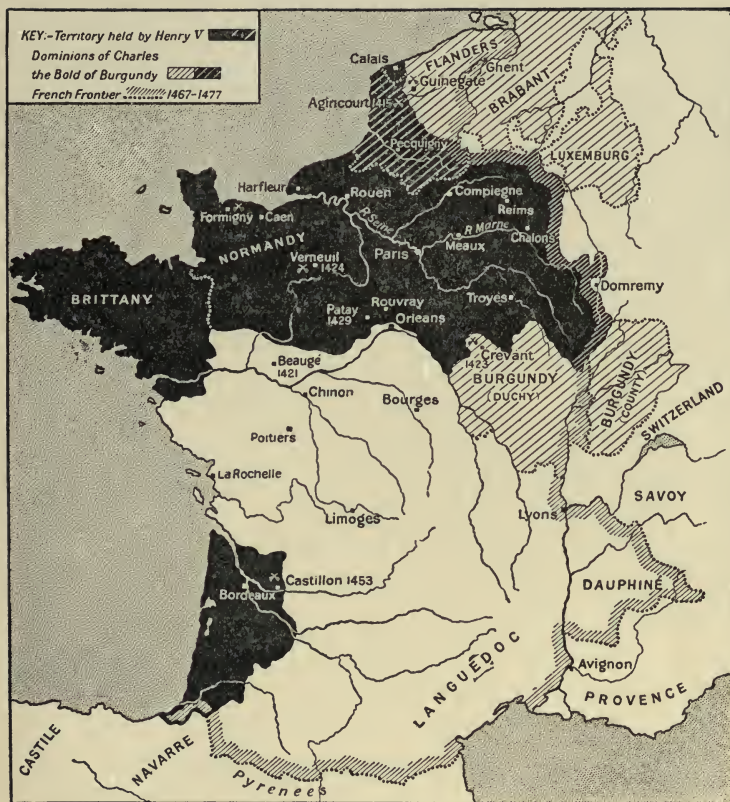 KEY:- Territory held by Henry V
Dominions of Charles
the Bold of Burgundy
French Frontier 1467-1477
Calais
FLANDERS
Ghent
Guinegate
BRABANT
Agincourt 1415
Pecquigny
LUXEMBURG
Harfleur
Rouen
Compiegne
Reims
Formigny
Caen
R Seine
R Marne
NORMANDY
Meaux
Chalons
Verneuil
1424
Paris
Domremy
BRITTANY
Rouvray
Troyes
Patay
1429
Orleans
Crevant
1423
Beaugé
1421
BURGUNDY
(DUCHY)
BURGUNDY
(COUNTY)
Chinon
Bourges
SWITZERLAND
Poitiers
La Rochelle
SAVOY
Limoges
Lyons
Castillon 1453
DAUPHINE
Bordeaux
LANGUEDOC
Avignon
PROVENCE
CASTILE
NAVARRE
Pyrenees